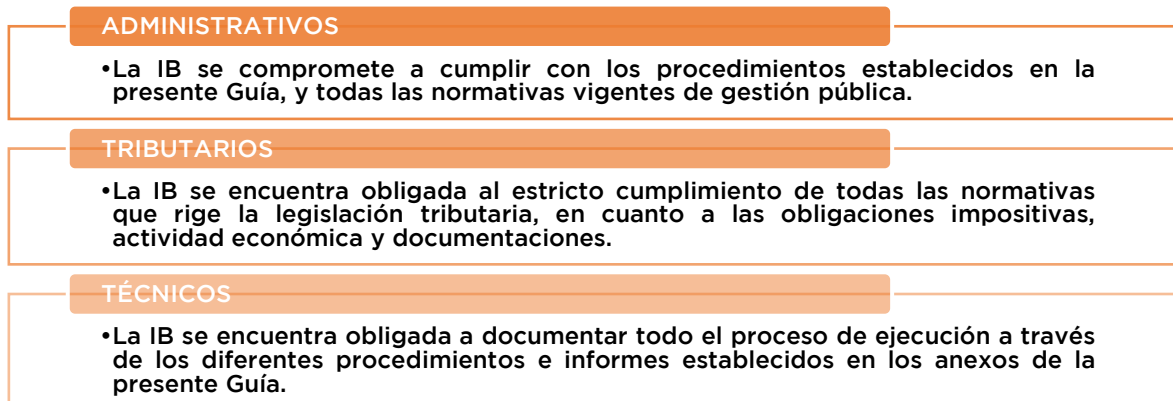 ADMINISTRATIVOS
•La IB se compromete a cumplir con los procedimientos establecidos en la
presente Guía, y todas las normativas vigentes de gestión pública.
TRIBUTARIOS
•La IB se encuentra obligada al estricto cumplimiento de todas las normativas
que rige la legislación tributaria, en cuanto a las obligaciones impositivas,
actividad económica y documentaciones.
TÉCNICOS
•La IB se encuentra obligada a documentar todo el proceso de ejecución a través
de los diferentes procedimientos e informes establecidos en los anexos de la
presente Guía.